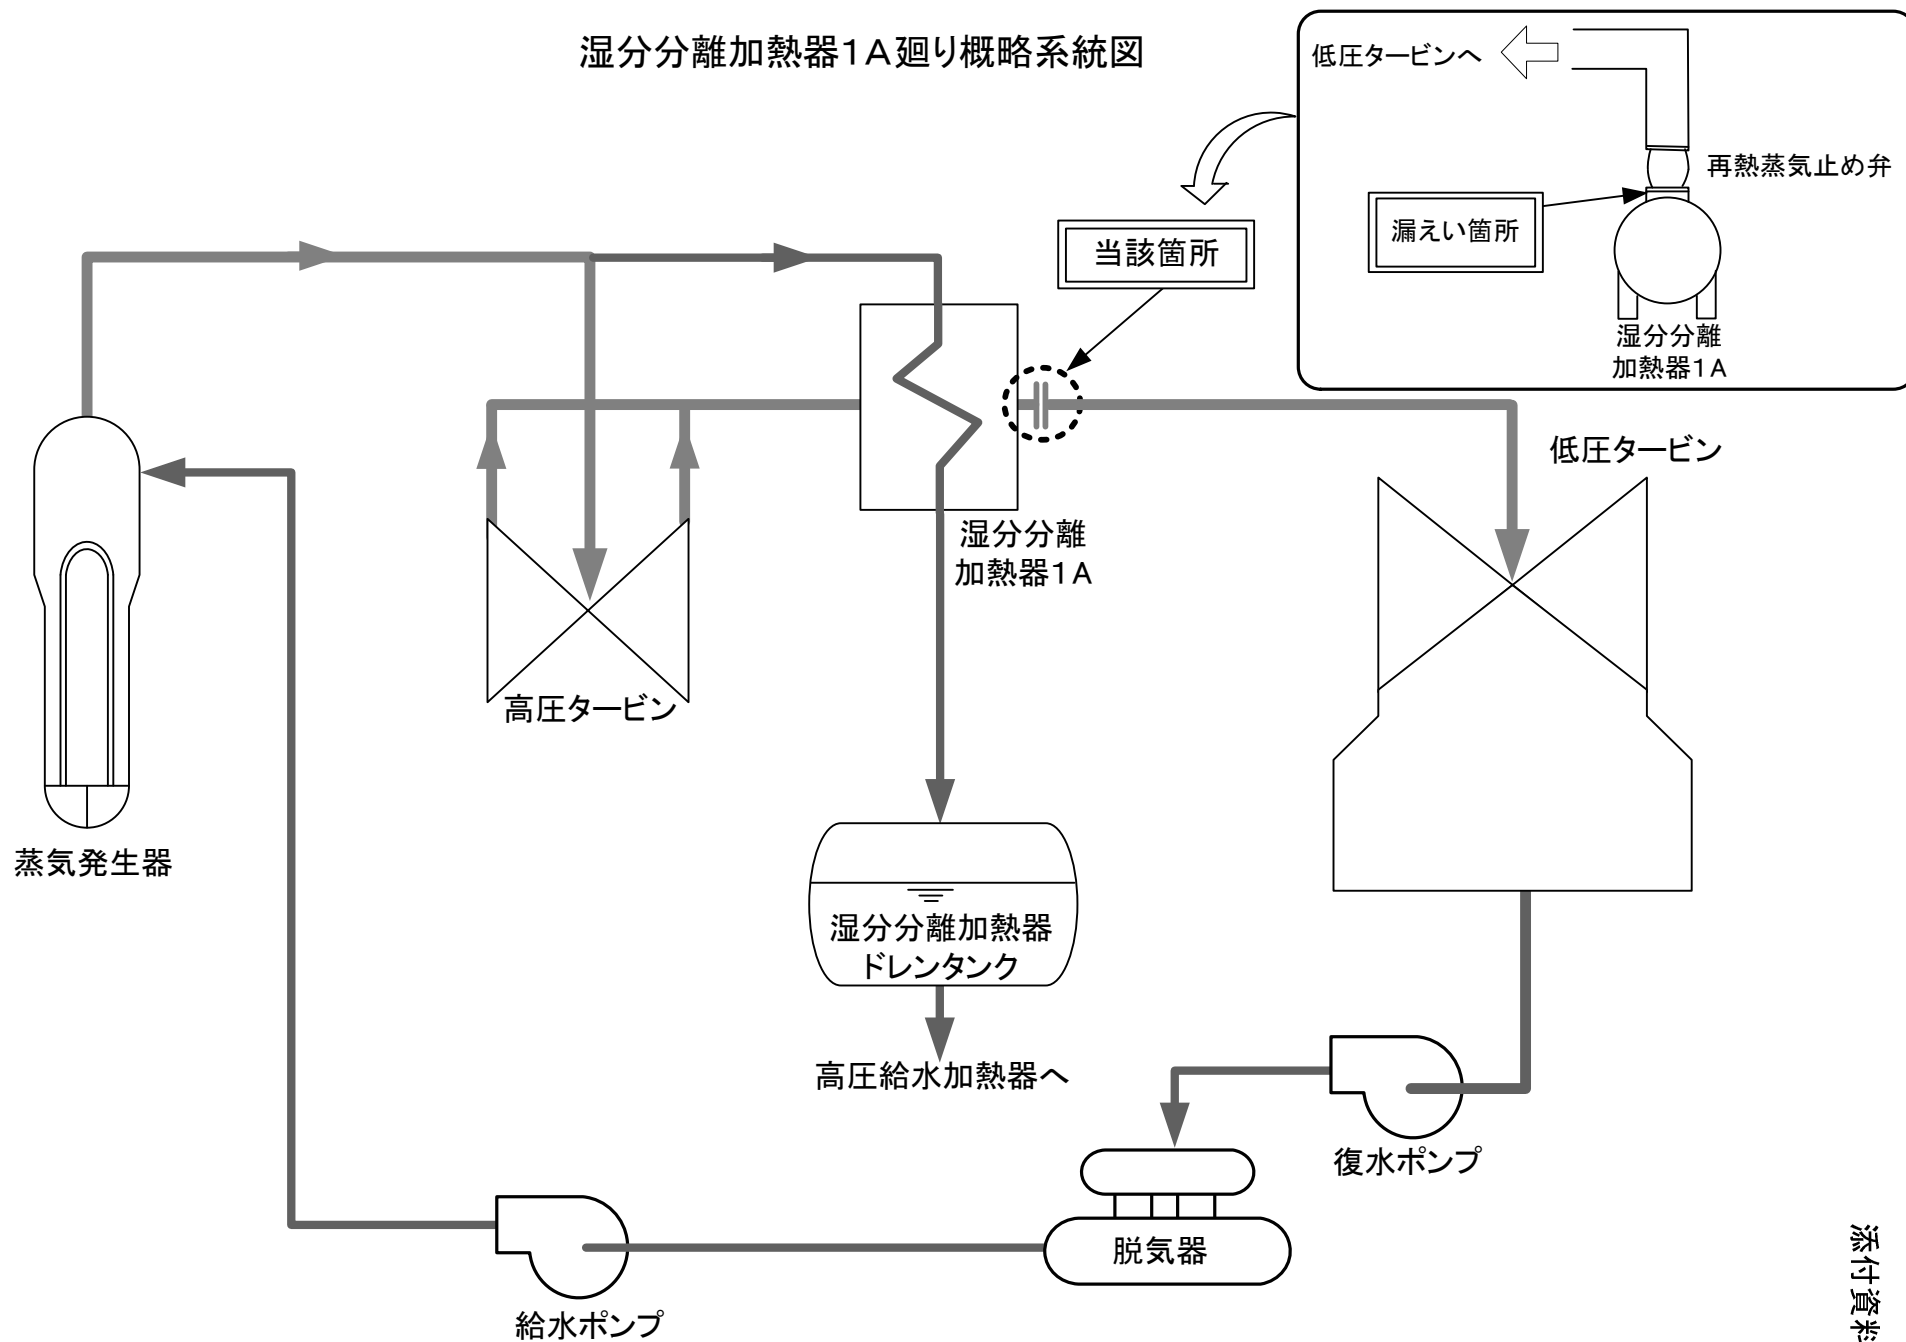 湿分分離加熱器1A廻り概略系統図
低圧タービンへ
再熱蒸気止め弁
漏えい箇所
湿分分離
加熱器1A
当該箇所
低圧タービン
湿分分離
加熱器1A
高圧タービン
蒸気発生器
湿分分離加熱器
ドレンタンク
高圧給水加熱器へ
復水ポンプ
脱気器
給水ポンプ
添付資料